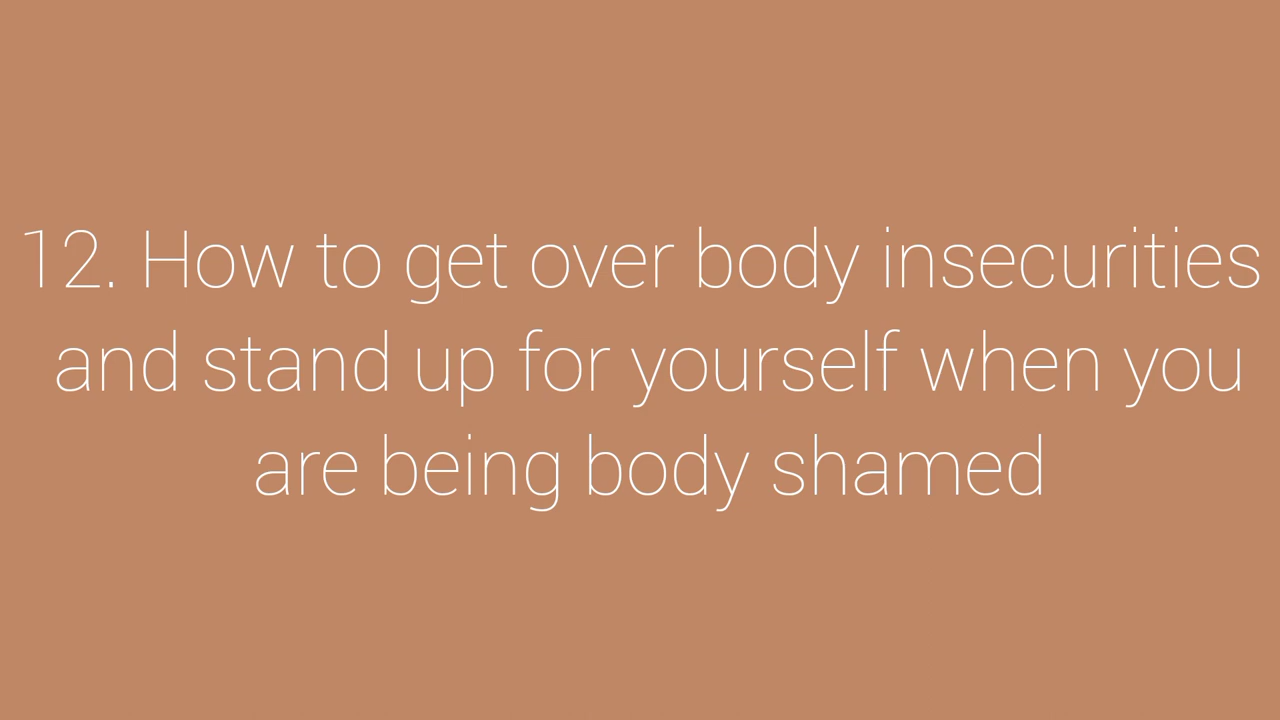 12. How to get over body insecurities
and stand up for yourself when you
are being body shamed